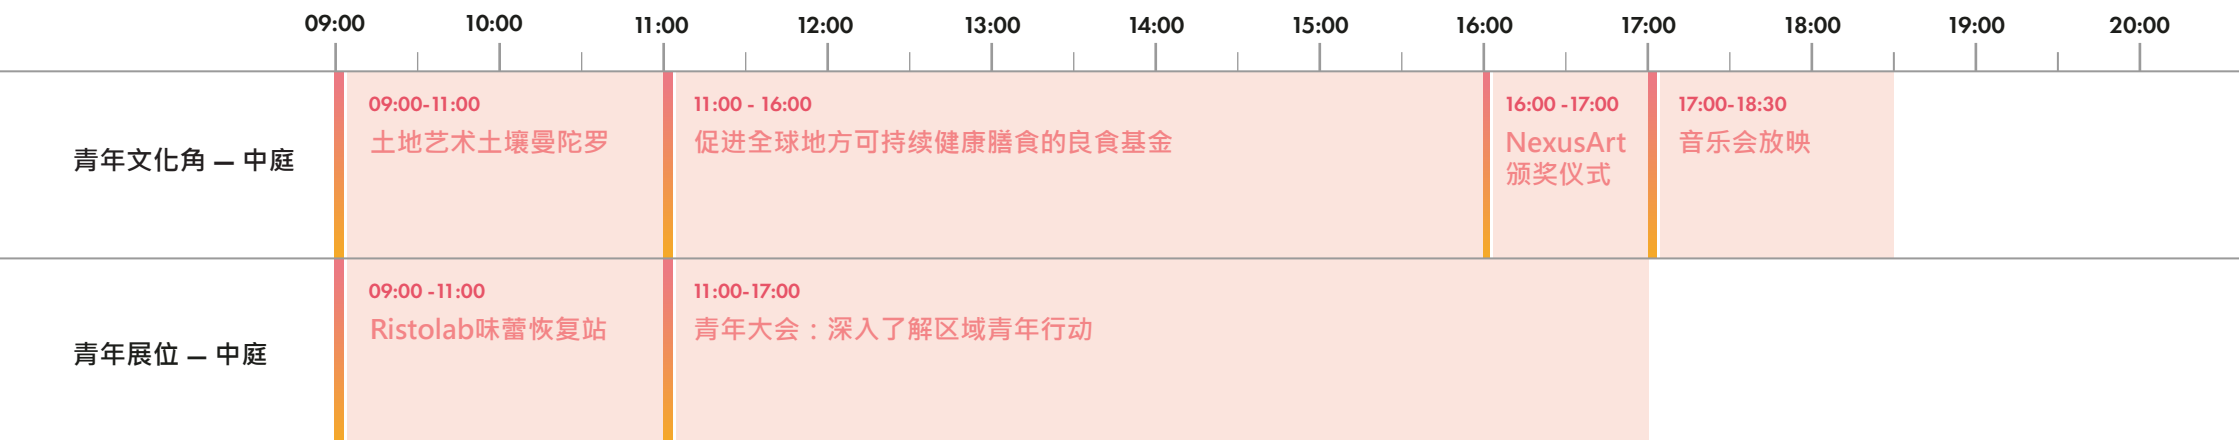 09:00 10:00 11:00 12:00 13:00 14:00 15:00 16:00 17:00 18:00 19:00 20:00
青年文化角 — 中庭
09:00-11:00
土地艺术土壤曼陀罗
11:00 - 16:00
促进全球地方可持续健康膳食的良食基金
16:00 -17:00
NexusArt
颁奖仪式
17:00-18:30
音乐会放映
青年展位 — 中庭
09:00 -11:00
Ristolab味蕾恢复站
11:00-17:00
青年大会：深入了解区域青年行动